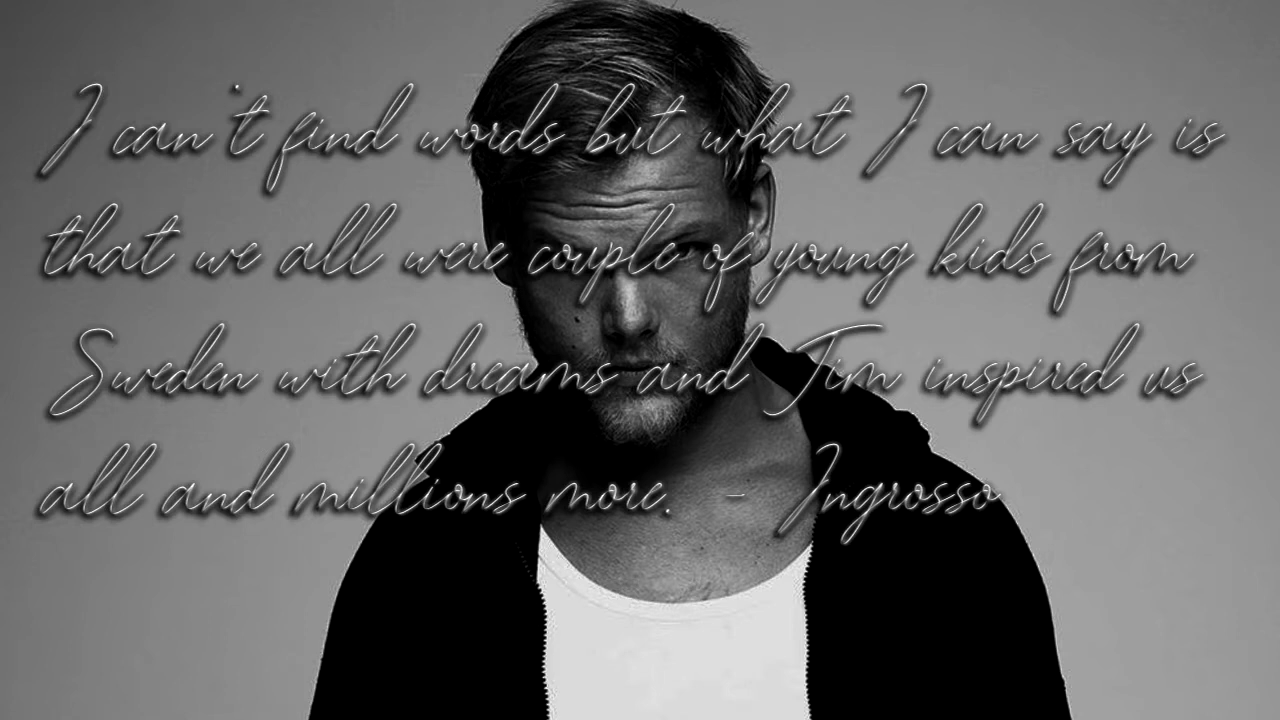 I can't find words but what I can say is
that we all were couple of young kids from
Sweden with dreams and Tim inspired us
all and millions more. - Ingrosso